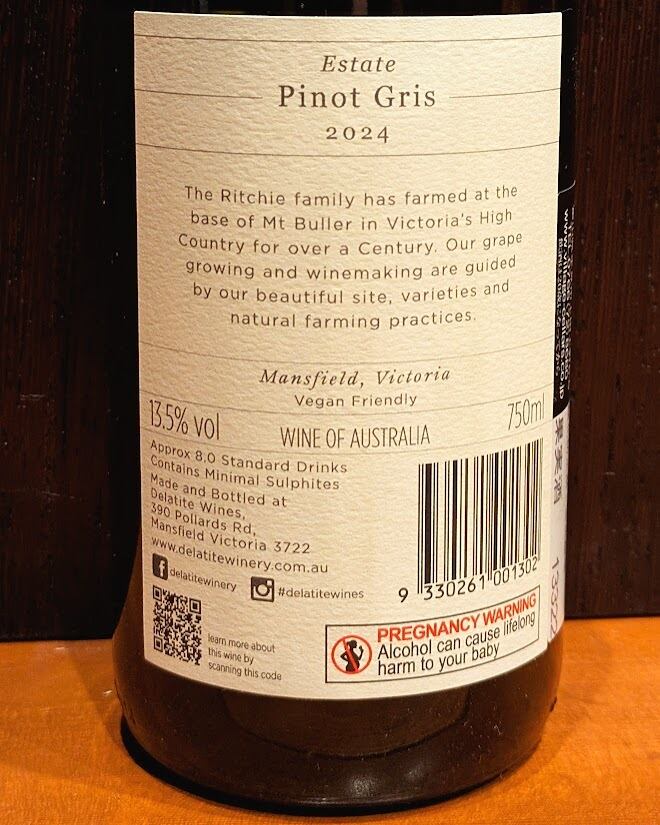 Estate
Pinot Gris
2024
The Ritchie family has farmed at the
base of Mt Buller in Victoria's High
Country for over a Century. Our grape
growing and winemaking are guided
by our beautiful site, varieties and
natural farming practices.
Mansfield, Victoria
Vegan Friendly
13.5% vol
750ml
WINE OF AUSTRALIA
Approx 8.0 Standard Drinks
Contains Minimal Sulphites
Made and Bottled at
Delatite Wines,
390 Pollards Rd,
Mansfield Victoria 3722
www.delatitewinery.com.au
delatitewinery
#delatitewines
learn more about
this wine by
scanning this code
9 330261 001302
PREGNANCY WARNING
Alcohol can cause lifelong
harm to your baby
果実酒